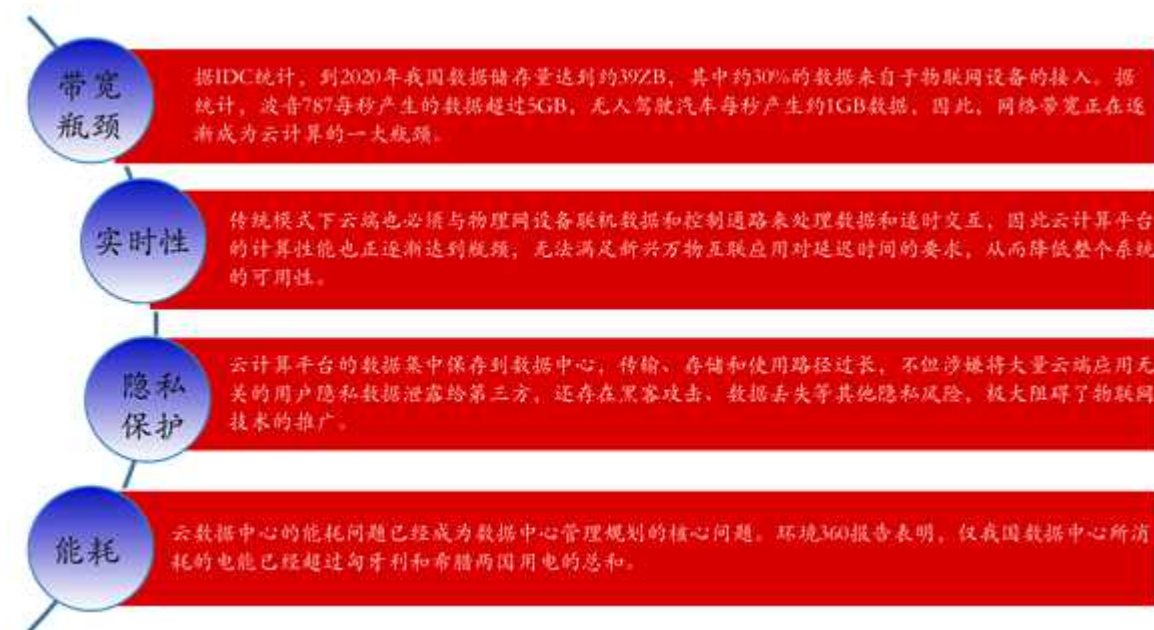 带宽
瓶颈
据IDC统计，到2020年我国数据储存量达到约39ZB，其中约30%的数据来自于物联网设备的接入。据
统计，波音787每秒产生的数据超过5GB，无人驾驶汽车每秒产生约1GB数据，因此，网络带宽正在逐
渐成为云计算的一大瓶颈。
实时性
传统模式下云端也必须与物理网设备联机数据和控制通路来处理数据和适时交互，因此云计算平台
的计算性能也正逐渐达到瓶颈，无法满足新兴万物互联应用对延迟时间的要求，从而降低整个系统
的可用性。
隐私
保护
云计算平台的数据集中保存到数据中心，传输、存储和使用路径过长，不但涉嫌将大量云端应用无
关的用户隐私数据泄露给第三方，还存在黑客攻击、数据丢失等其他隐私风险，极大阻碍了物联网
技术的推广。
能耗
云数据中心的能耗问题已经成为数据中心管理规划的核心问题。环境360报告表明，仅我国数据中心所消
耗的电能已经超过匈牙利和希腊两国用电的总和。